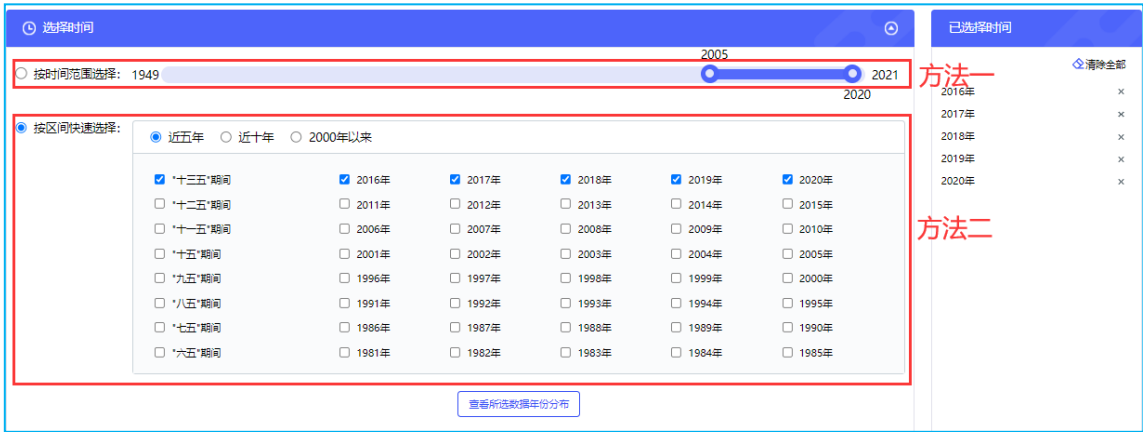 选择时间
已选择时间
2005
按时间范围选择： 1949 2021
2020
方法一
清除全部
2016年 ×
2017年 ×
2018年 ×
2019年 ×
2020年 ×
按区间快速选择：
近五年 近十年 2000年以来
"十三五"期间 2016年 2017年 2018年 2019年 2020年
"十二五"期间 2011年 2012年 2013年 2014年 2015年
"十一五"期间 2006年 2007年 2008年 2009年 2010年
"十五"期间 2001年 2002年 2003年 2004年 2005年
"九五"期间 1996年 1997年 1998年 1999年 2000年
"八五"期间 1991年 1992年 1993年 1994年 1995年
"七五"期间 1986年 1987年 1988年 1989年 1990年
"六五"期间 1981年 1982年 1983年 1984年 1985年
方法二
查看所选数据年份分布